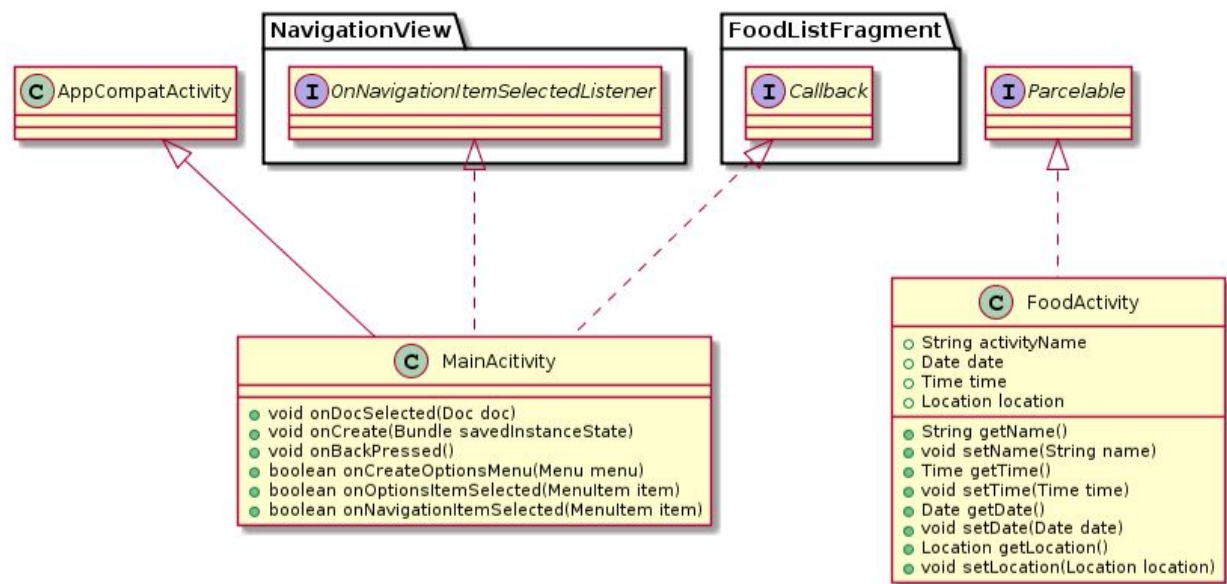 NavigationView
FoodListFragment
C AppCompatActivity
I OnNavigationItemSelectedListener
I Callback
I Parcelable
C MainAcitivity
void onDocSelected(Doc doc)
void onCreate(Bundle savedInstanceState)
void onBackPressed()
boolean onCreateOptionsMenu(Menu menu)
boolean onOptionsItemSelected(MenuItem item)
boolean onNavigationItemSelected(MenuItem item)
C FoodActivity
String activityName
Date date
Time time
Location location
String getName()
void setName(String name)
Time getTime()
void setTime(Time time)
Date getDate()
void setDate(Date date)
Location getLocation()
void setLocation(Location location)